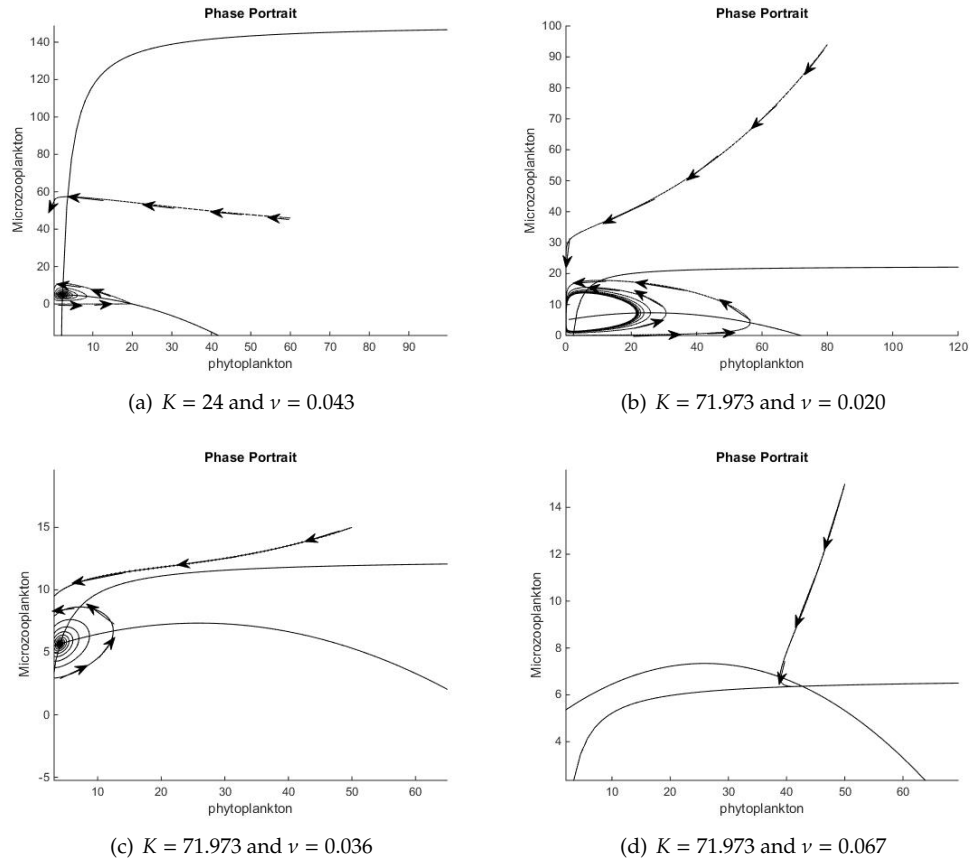 Phase Portrait
140
120
100
80
60
40
20
0
Microzooplankton
10 20 30 40 50 60 70 80 90
phytoplankton
(a) K = 24 and ν = 0.043
Phase Portrait
100
90
80
70
60
50
40
30
20
10
0
Microzooplankton
0 20 40 60 80 100 120
phytoplankton
(b) K = 71.973 and ν = 0.020
Phase Portrait
15
10
5
0
-5
Microzooplankton
10 20 30 40 50 60
phytoplankton
(c) K = 71.973 and ν = 0.036
Phase Portrait
14
12
10
8
6
4
Microzooplankton
10 20 30 40 50 60
phytoplankton
(d) K = 71.973 and ν = 0.067